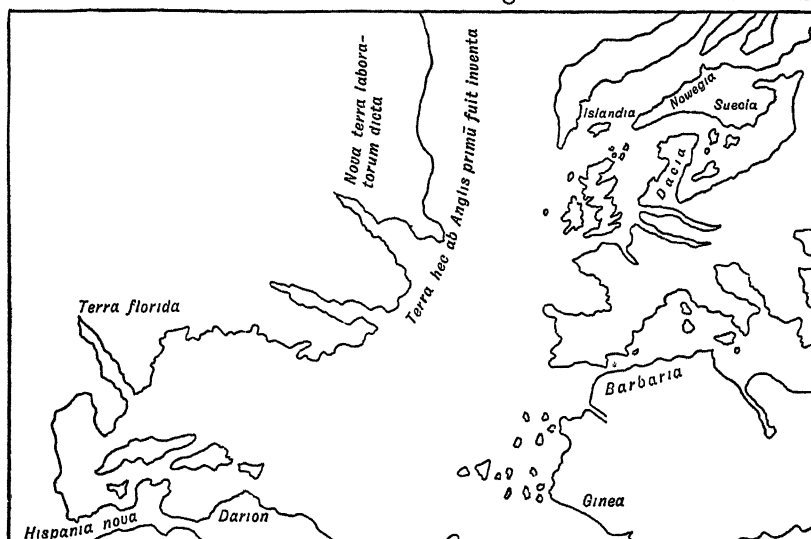 Nova terra labora-
torum dicta
Terra hec ab Anglis primū fuit inventa
Islandia
Nowegia
Suecia
Dacia
Terra florida
Barbaria
Hispania nova
Darion
Ginea